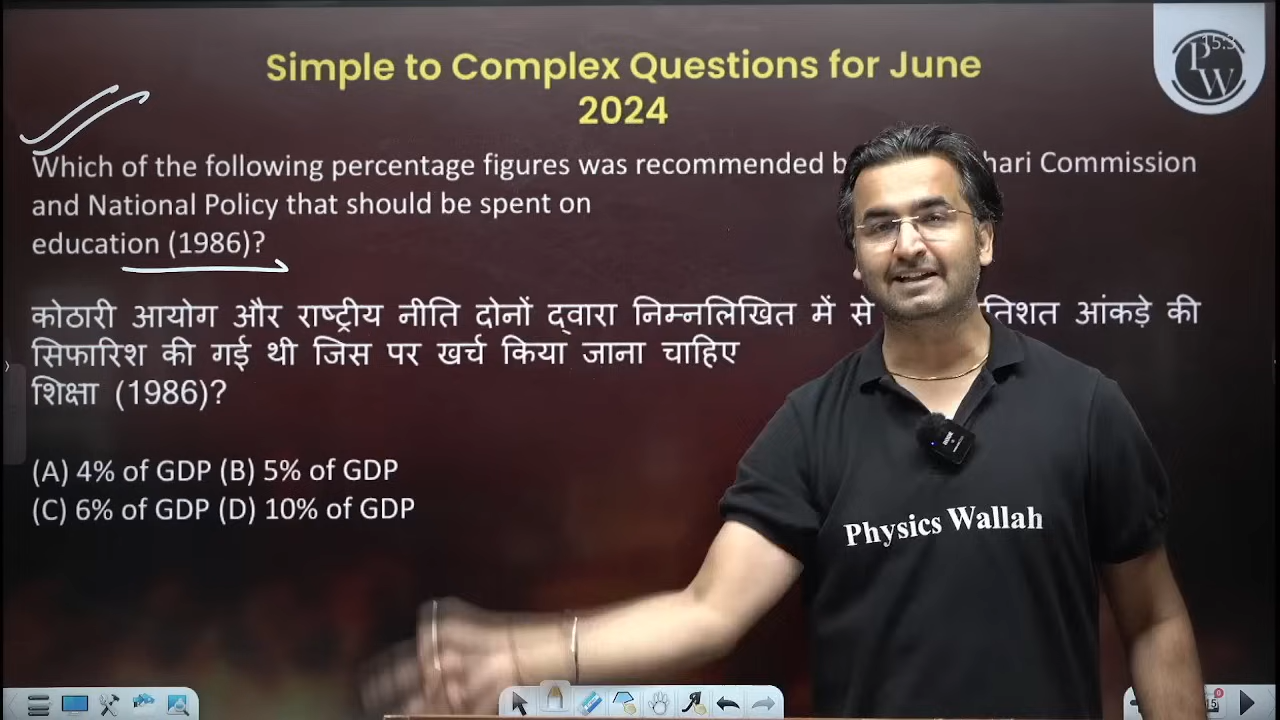 Simple to Complex Questions for June
2024
Which of the following percentage figures was recommended hari Commission
and National Policy that should be spent on
education (1986)?
कोठारी आयोग और राष्ट्रीय नीति दोनों द्वारा निम्नलिखित में से तिशत आंकड़े की
सिफारिश की गई थी जिस पर खर्च किया जाना चाहिए
शिक्षा (1986)?
(A) 4% of GDP (B) 5% of GDP
(C) 6% of GDP (D) 10% of GDP
Physics Wallah
P
W